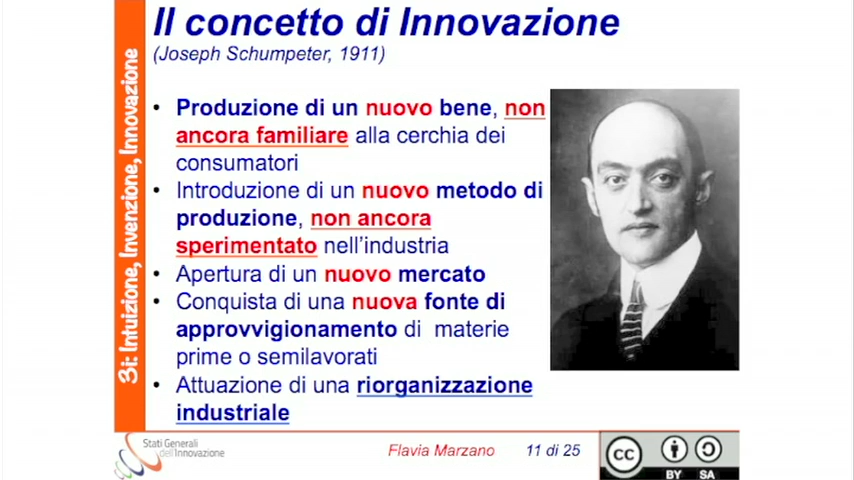 Il concetto di Innovazione
(Joseph Schumpeter, 1911)
• Produzione di un nuovo bene, non
ancora familiare alla cerchia dei
consumatori
• Introduzione di un nuovo metodo di
produzione, non ancora
sperimentato nell'industria
• Apertura di un nuovo mercato
• Conquista di una nuova fonte di
approvvigionamento di materie
prime o semilavorati
• Attuazione di una riorganizzazione
industriale
3i: Intuizione, Invenzione, Innovazione
Stati Generali
dell'Innovazione
Flavia Marzano
11 di 25
CC
BY SA